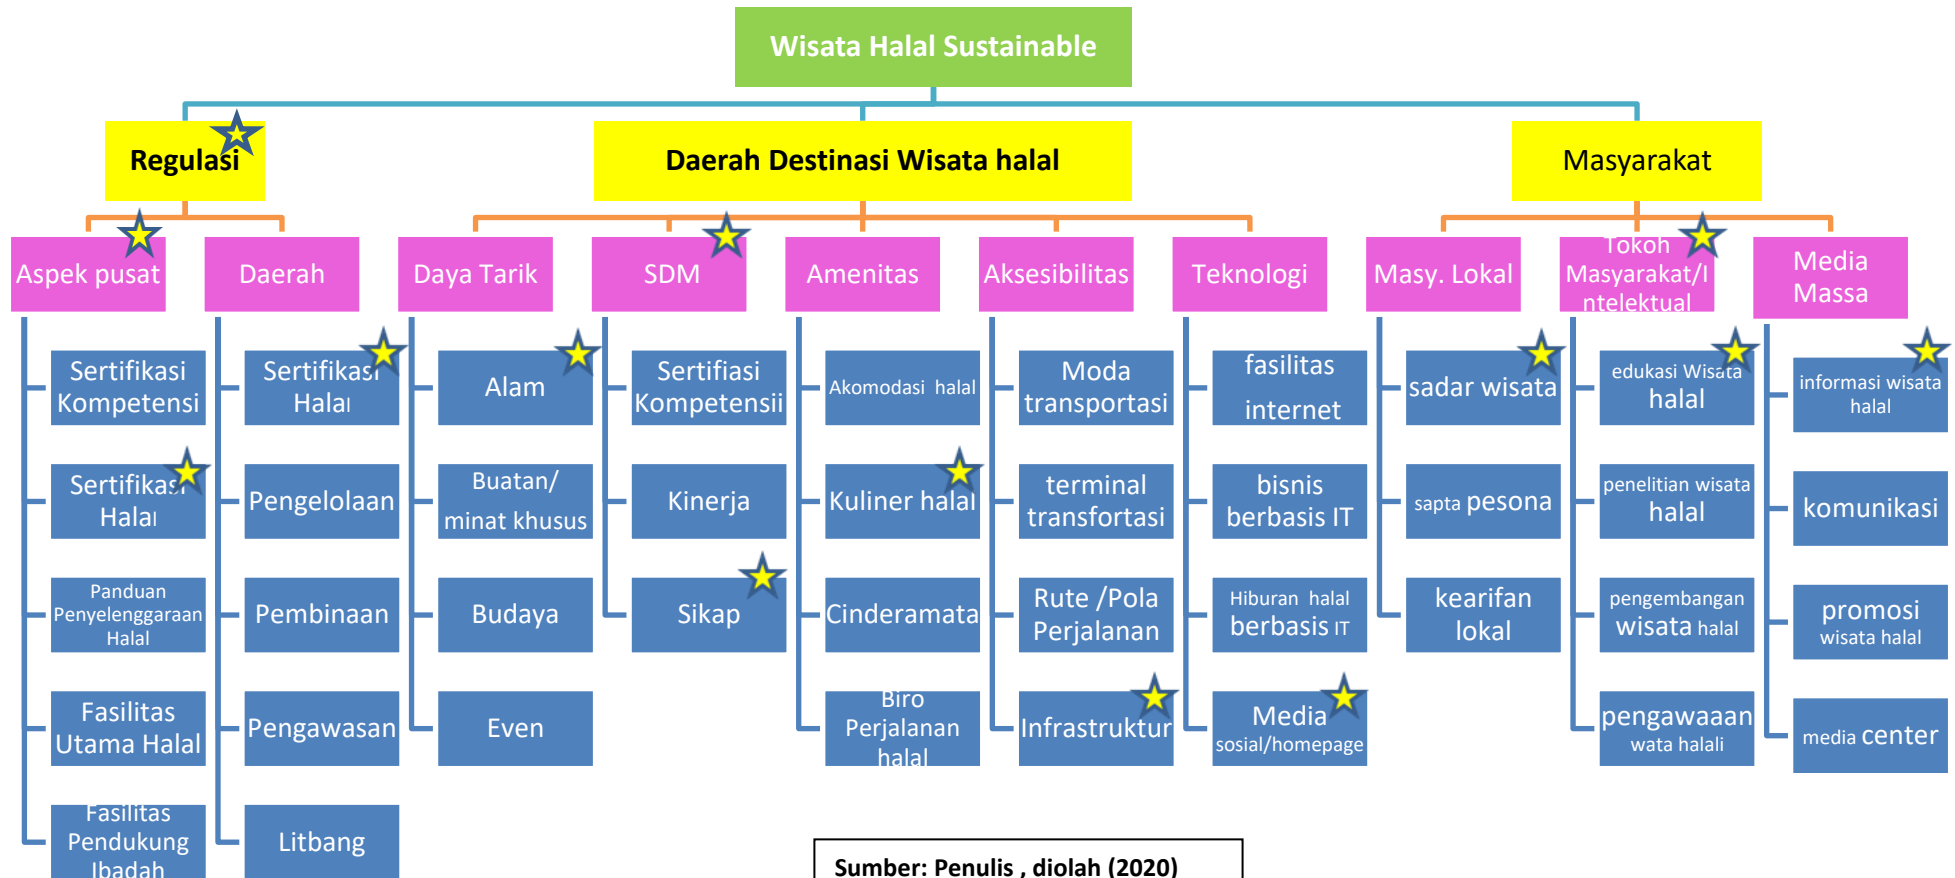 Wisata Halal Sustainable
Regulasi
Daerah Destinasi Wisata halal
Masyarakat
Aspek pusat
Daerah
Daya Tarik
SDM
Amenitas
Aksesibilitas
Teknologi
Masy. Lokal
Tokoh
Masyarakat/I
ntelektual
Media
Massa
Sertifikasi
Kompetensi
Sertifikasi
Halal
Panduan
Penyelenggaraan
Halal
Fasilitas
Utama Halal
Fasilitas
Pendukung
Ibadah
Sertifikasi
Halal
Pengelolaan
Pembinaan
Pengawasan
Litbang
Alam
Buatan/
minat khusus
Budaya
Even
Sertifiasi
Kompetensii
Kinerja
Sikap
Akomodasi halal
Kuliner halal
Cinderamata
Biro
Perjalanan
halal
Moda
transportasi
terminal
transfortasi
Rute /Pola
Perjalanan
Infrastruktur
fasilitas
internet
bisnis
berbasis IT
Hiburan halal
berbasis IT
Media
sosial/homepage
sadar wisata
sapta pesona
kearifan
lokal
edukasi Wisata
halal
penelitian wisata
halal
pengembangan
wisata halal
pengawaaan
wata halali
informasi wisata
halal
komunikasi
promosi
wisata halal
media center
Sumber: Penulis , diolah (2020)